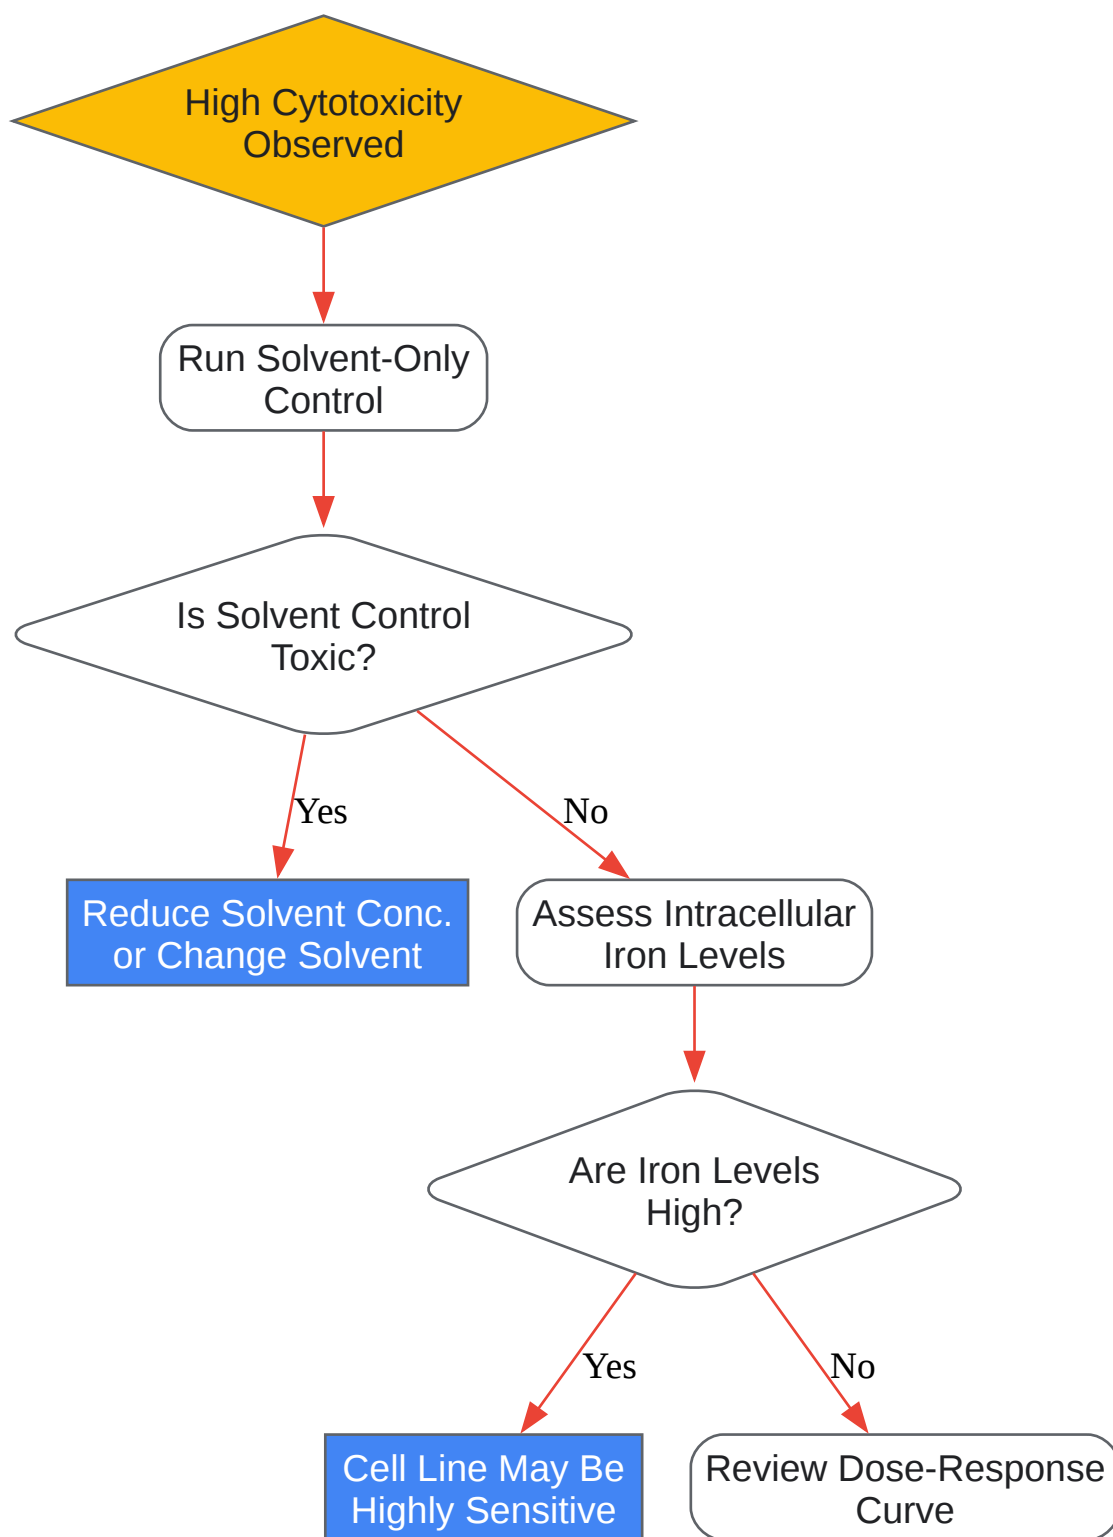 High Cytotoxicity
Observed
Run Solvent-Only
Control
Is Solvent Control
Toxic?
Yes
No
Reduce Solvent Conc.
or Change Solvent
Assess Intracellular
Iron Levels
Are Iron Levels
High?
Yes
No
Cell Line May Be
Highly Sensitive
Review Dose-Response
Curve